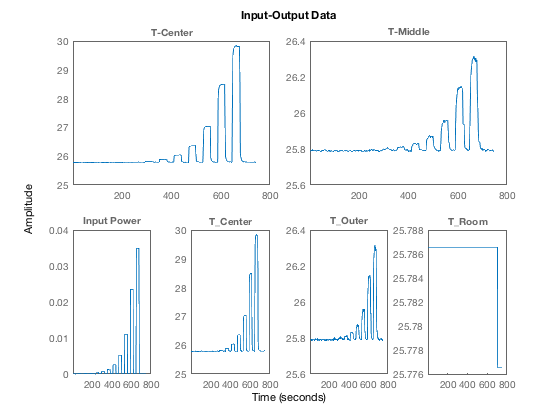 Input-Output Data
T-Center
T-Middle
30
29
28
27
26
25
200 400 600 800
26.4
26.2
26
25.8
25.6
200 400 600 800
Amplitude
Input Power
T_Center
T_Outer
T_Room
0.04
0.03
0.02
0.01
0
200 400 600 800
30
29
28
27
26
25
200 400 600 800
26.4
26.2
26
25.8
25.6
200 400 600 800
25.788
25.786
25.784
25.782
25.78
25.778
25.776
200 400 600 800
Time (seconds)